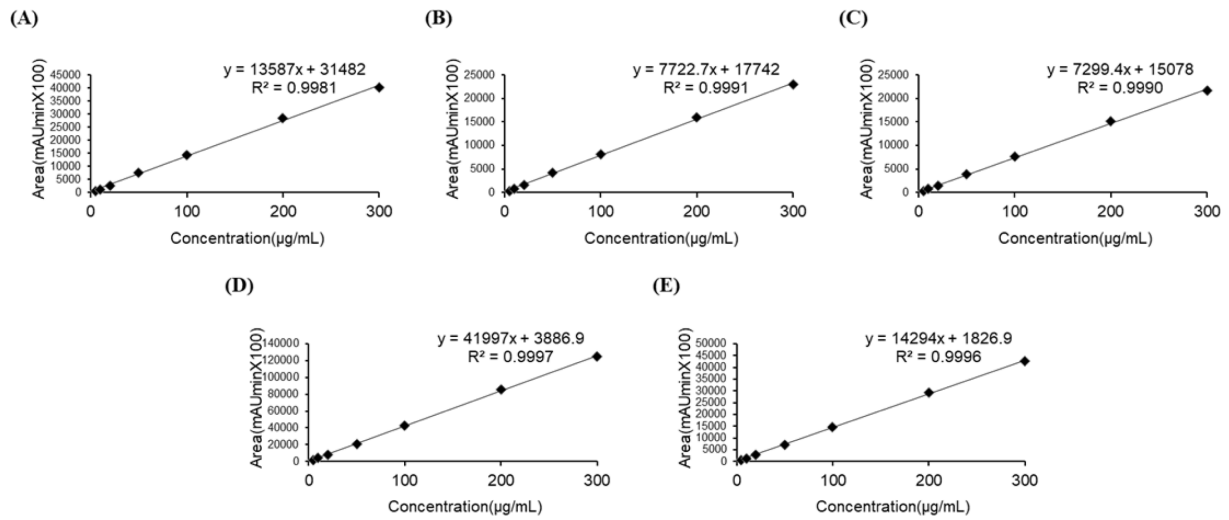 (A)
y = 13587x + 31482
R² = 0.9981
Area(mAUminX100)
45000
40000
35000
30000
25000
20000
15000
10000
5000
0
0 100 200 300
Concentration(µg/mL)
(B)
y = 7722.7x + 17742
R² = 0.9991
Area(mAUminX100)
25000
20000
15000
10000
5000
0
0 100 200 300
Concentration(µg/mL)
(C)
y = 7299.4x + 15078
R² = 0.9990
Area(mAUminX100)
25000
20000
15000
10000
5000
0
0 100 200 300
Concentration(µg/mL)
(D)
y = 41997x + 3886.9
R² = 0.9997
Area(mAUminX100)
140000
120000
100000
80000
60000
40000
20000
0
0 100 200 300
Concentration(µg/mL)
(E)
y = 14294x + 1826.9
R² = 0.9996
Area(mAUminX100)
50000
45000
40000
35000
30000
25000
20000
15000
10000
5000
0
0 100 200 300
Concentration(µg/mL)